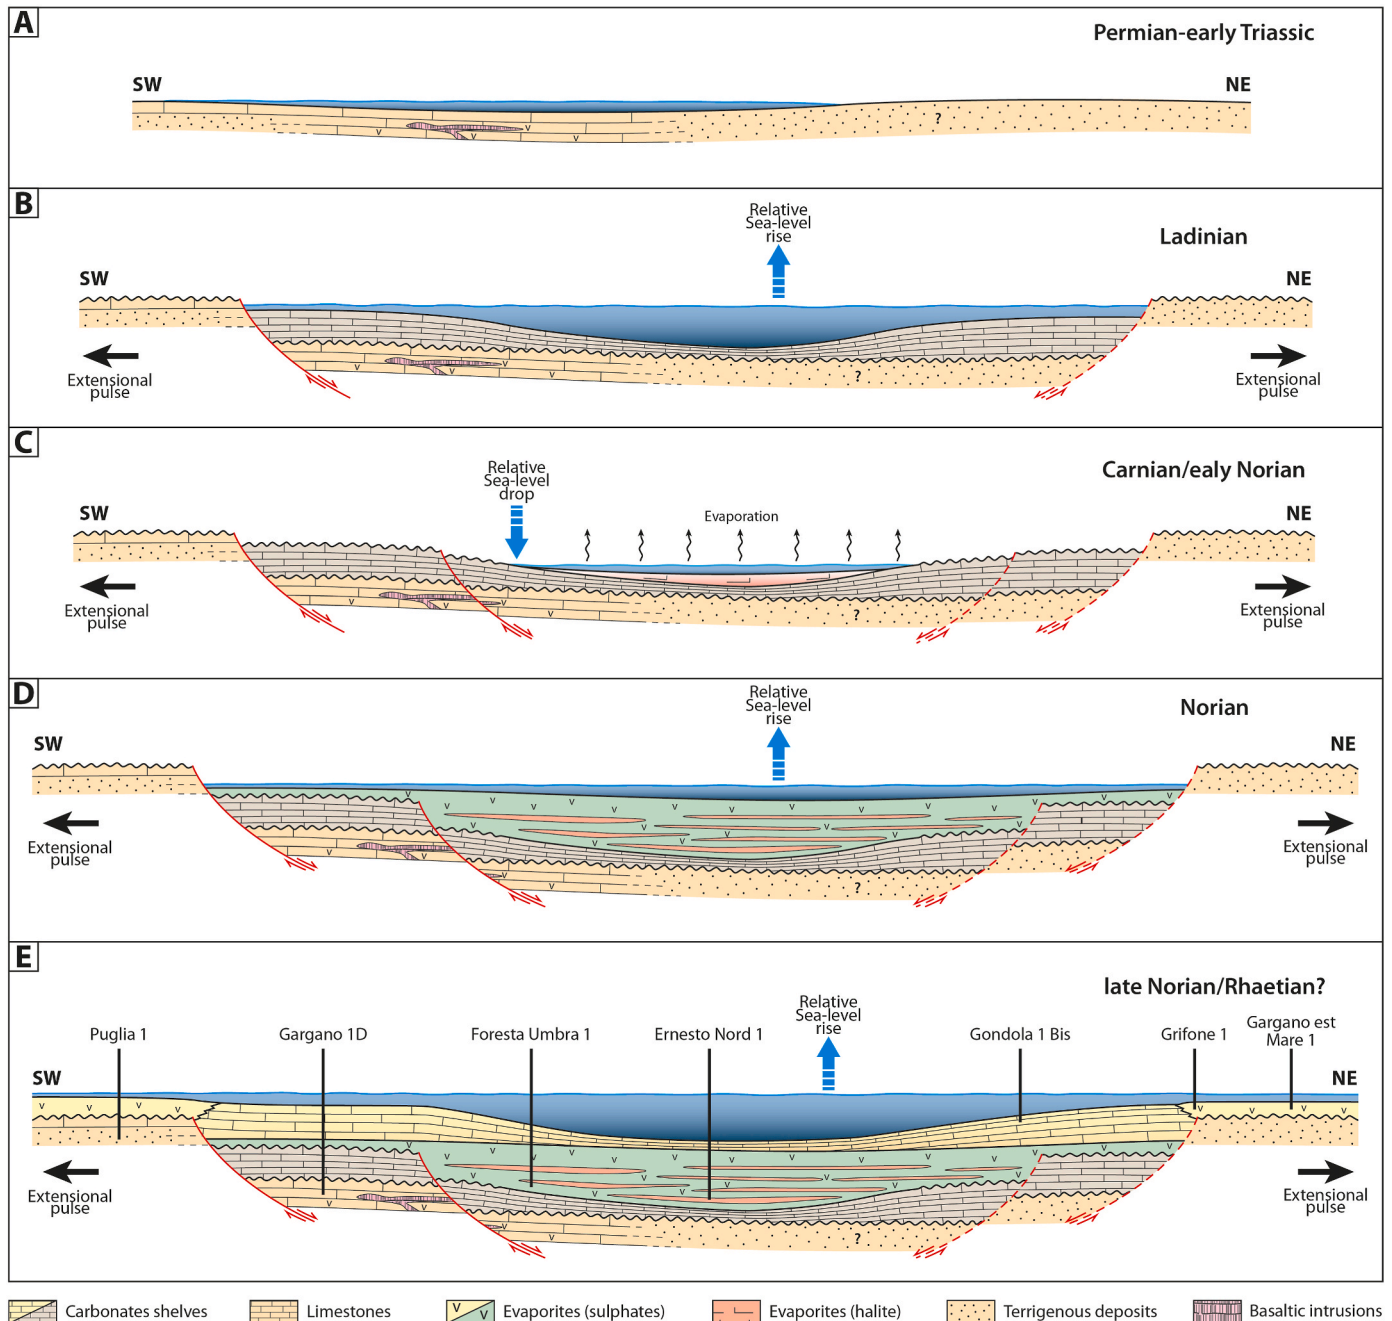 A
Permian-early Triassic
SW
NE
?
v
v
v
v
B
Relative
Sea-level
rise
Ladinian
SW
NE
Extensional
pulse
Extensional
pulse
v
v
v
v
?
C
Relative
Sea-level
drop
Carnian/ealy Norian
Evaporation
SW
NE
Extensional
pulse
Extensional
pulse
v
v
v
v
?
D
Relative
Sea-level
rise
Norian
SW
NE
Extensional
pulse
Extensional
pulse
?
E
late Norian/Rhaetian?
Relative
Sea-level
rise
Puglia 1
Gargano 1D
Foresta Umbra 1
Ernesto Nord 1
Gondola 1 Bis
Grifone 1
Gargano est
Mare 1
SW
NE
Extensional
pulse
Extensional
pulse
?
Carbonates shelves
Limestones
v v
Evaporites (sulphates)
Evaporites (halite)
Terrigenous deposits
Basaltic intrusions